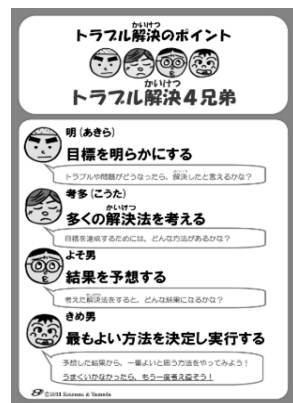 トラブル解決のポイント
かいけつ
トラブル解決4兄弟
かいけつ
明(あきら)
目標を明らかにする
トラブルや問題がどうなったら、解決したと言えるかな？
考多(こうた)
多くの解決法を考える
かいけつ
目標を達成するためには、どんな方法があるかな？
よそ男
結果を予想する
考えた解決法をすると、どんな結果になるかな？
きめ男
最もよい方法を決定し実行する
予想した結果から、一番よいと思う方法をやってみよう！
うまくいかなかったら、もう一度考え直そう！
©2011 Koizumi & Yamada